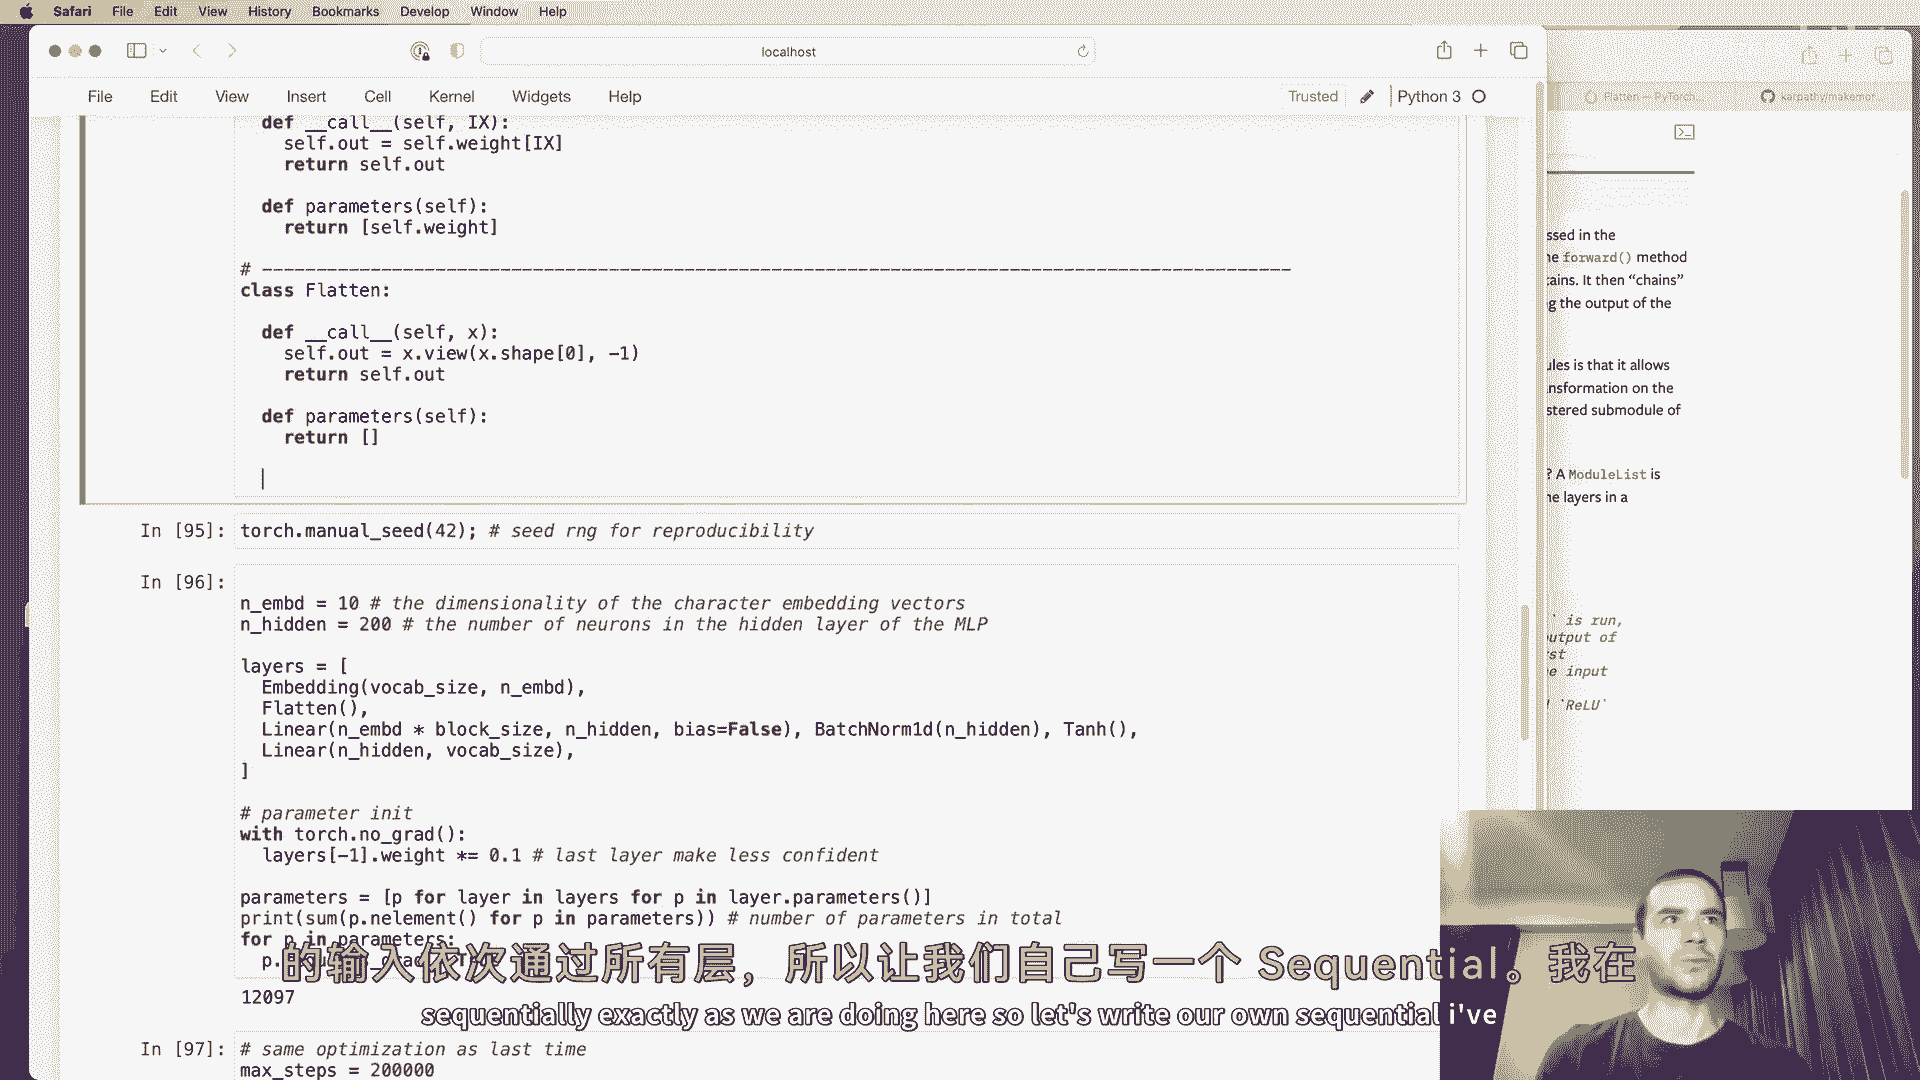 Safari File Edit View History Bookmarks Develop Window Help
localhost
File Edit View Insert Cell Kernel Widgets Help
Trusted Python 3
Flatten — PyTorch...
karpathy/makemor...
def __call__(self, IX):
self.out = self.weight[IX]
return self.out
def parameters(self):
return [self.weight]
# -----------------------------------------------------------------------------------------------
class Flatten:
def __call__(self, x):
self.out = x.view(x.shape[0], -1)
return self.out
def parameters(self):
return []
In [95]: torch.manual_seed(42); # seed rng for reproducibility
In [96]:
n_embd = 10 # the dimensionality of the character embedding vectors
n_hidden = 200 # the number of neurons in the hidden layer of the MLP
layers = [
Embedding(vocab_size, n_embd),
Flatten(),
Linear(n_embd * block_size, n_hidden, bias=False), BatchNorm1d(n_hidden), Tanh(),
Linear(n_hidden, vocab_size),
]
# parameter init
with torch.no_grad():
layers[-1].weight *= 0.1 # last layer make less confident
parameters = [p for layer in layers for p in layer.parameters()]
print(sum(p.nelement() for p in parameters)) # number of parameters in total
for p in parameters:
12097
In [97]: # same optimization as last time
max_steps = 200000
ssed in the
he forward() method
ains. It then “chains”
g the output of the
ules is that it allows
nsformation on the
stered submodule of
? A ModuleList is
he layers in a
` is run,
utput of
rst
e input
`ReLU`
的输入依次通过所有层，所以让我们自己写一个 Sequential。我在
sequentially exactly as we are doing here so let's write our own sequential i've